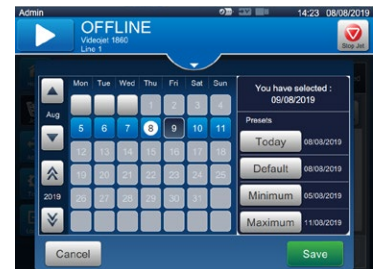 Admin
14:23 08/08/2019
OFFLINE
Videojet 1860
Line 1
Stop Jet
Mon Tue Wed Thu Fri Sat Sun
Aug
1 2 3 4
5 6 7 8 9 10 11
12 13 14 15 16 17 18
19 20 21 22 23 24 25
2019
26 27 28 29 30 31
You have selected :
09/08/2019
Presets
Today 08/08/2019
Default 08/08/2019
Minimum 05/08/2019
Maximum 11/08/2019
Cancel
Save